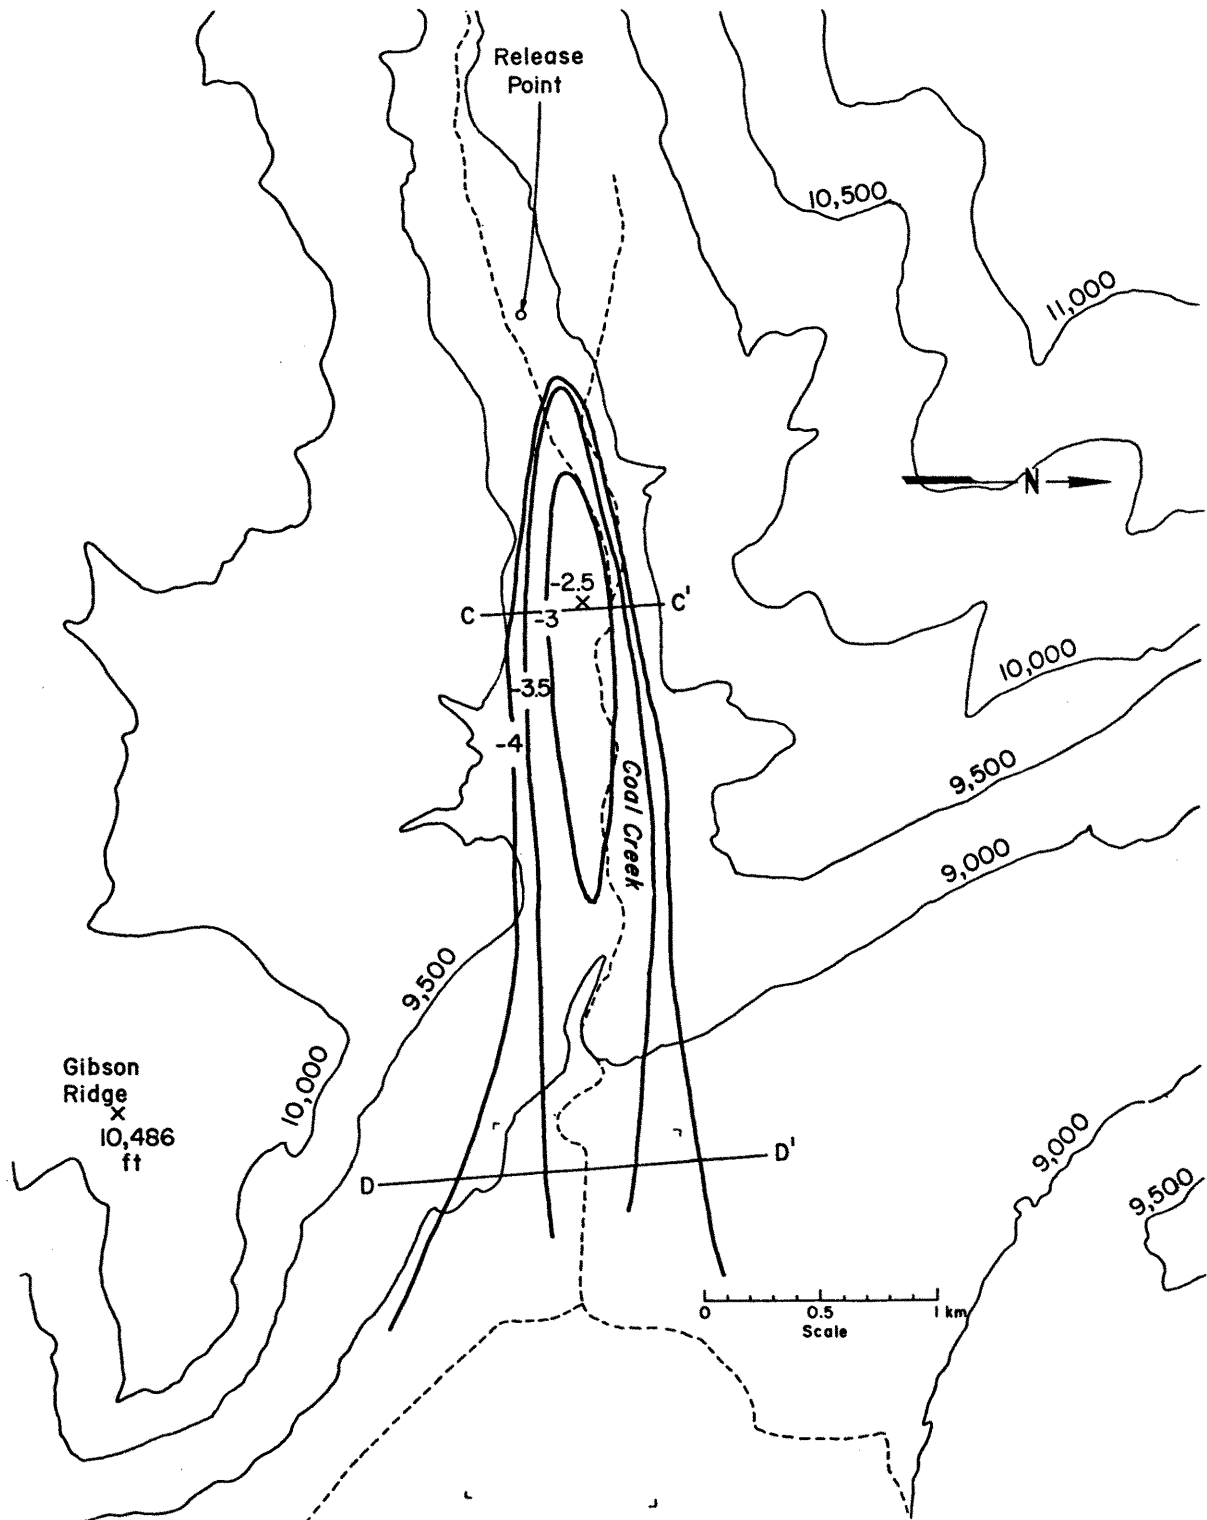 Release
Point
10,500
11,000
N
-2.5
×
C
C'
-3
10,000
-3.5
-4
Coal Creek
9,500
9,000
9,500
Gibson
Ridge
×
10,486
ft
10,000
9,000
D
D'
9,500
0 0.5 1 km
Scale